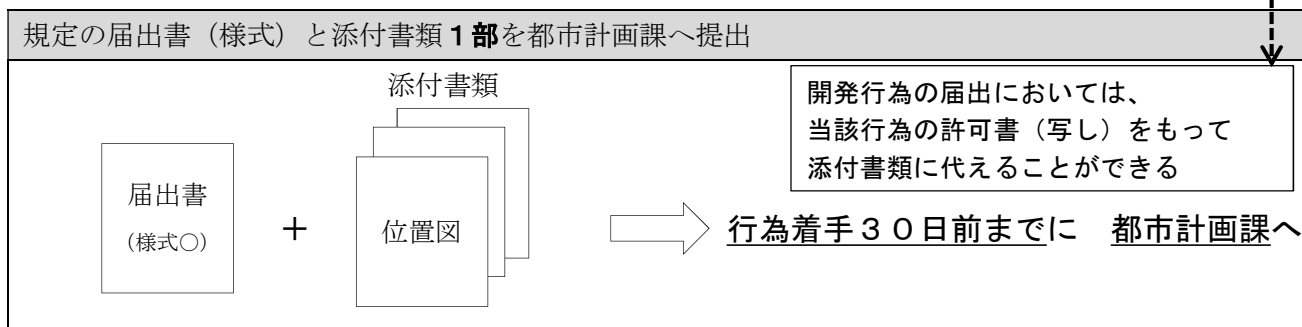 規定の届出書（様式）と添付書類１部を都市計画課へ提出
添付書類
開発行為の届出においては、
当該行為の許可書（写し）をもって
添付書類に代えることができる
届出書
（様式○）
＋
位置図
行為着手３０日前までに　都市計画課へ